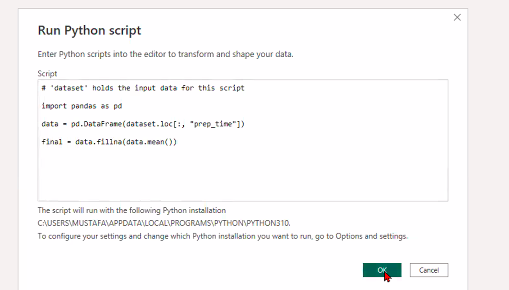 Run Python script
Enter Python scripts into the editor to transform and shape your data.
Script
# 'dataset' holds the input data for this script
import pandas as pd
data = pd.DataFrame(dataset.loc[:, "prep_time"])
final = data.fillna(data.mean())
The script will run with the following Python installation
C:\USERS\MUSTAFA\APPDATA\LOCAL\PROGRAMS\PYTHON\PYTHON310.
To configure your settings and change which Python installation you want to run, go to Options and settings.
OK Cancel